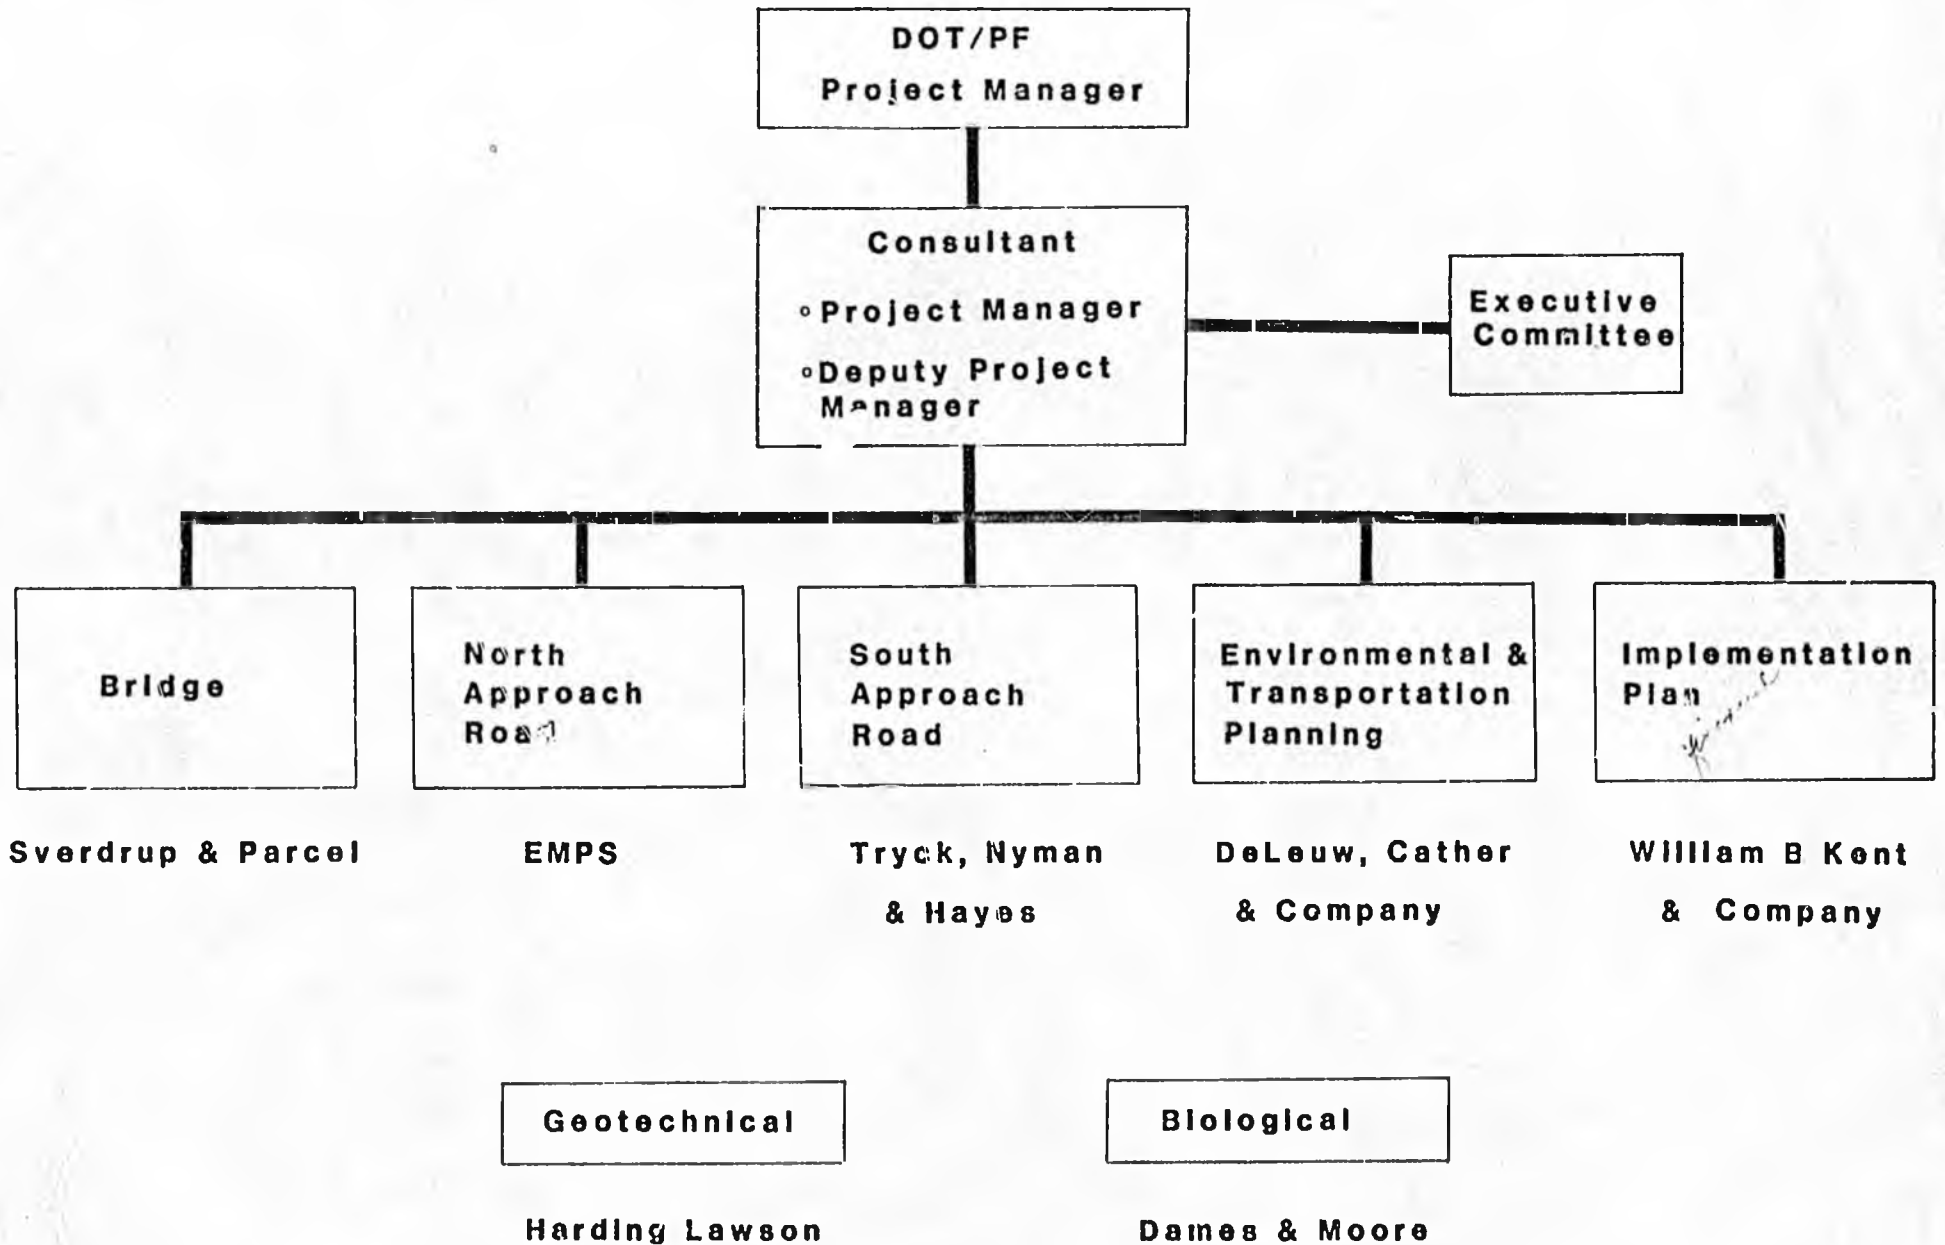 DOT/PF
Project Manager
Consultant
o Project Manager
o Deputy Project
Manager
Executive
Committee
Bridge
North
Approach
Road
South
Approach
Road
Environmental &
Transportation
Planning
Implementation
Plan
Sverdrup & Parcel
EMPS
Tryck, Nyman
& Hayes
DeLeuw, Cather
& Company
William B Kent
& Company
Geotechnical
Biological
Harding Lawson
Dames & Moore